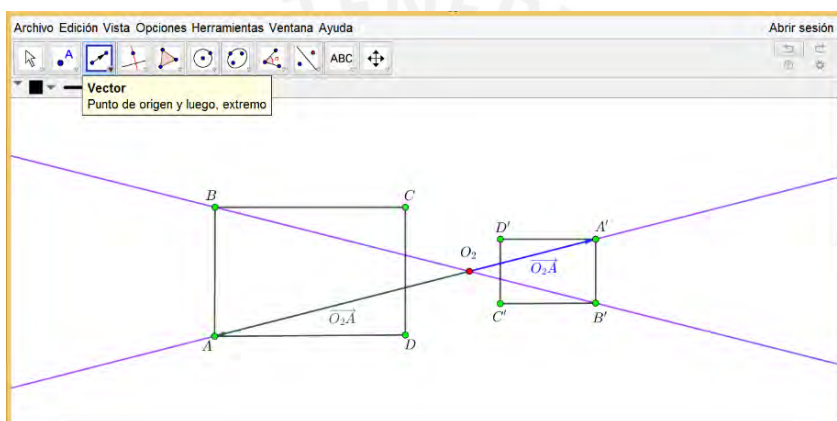 TENEB
Archivo Edición Vista Opciones Herramientas Ventana Ayuda Abrir sesión
A ABC
Vector
Punto de origen y luego, extremo
B C
O₂ D′ A′
O₂A
O₂A
C′ B′
A D